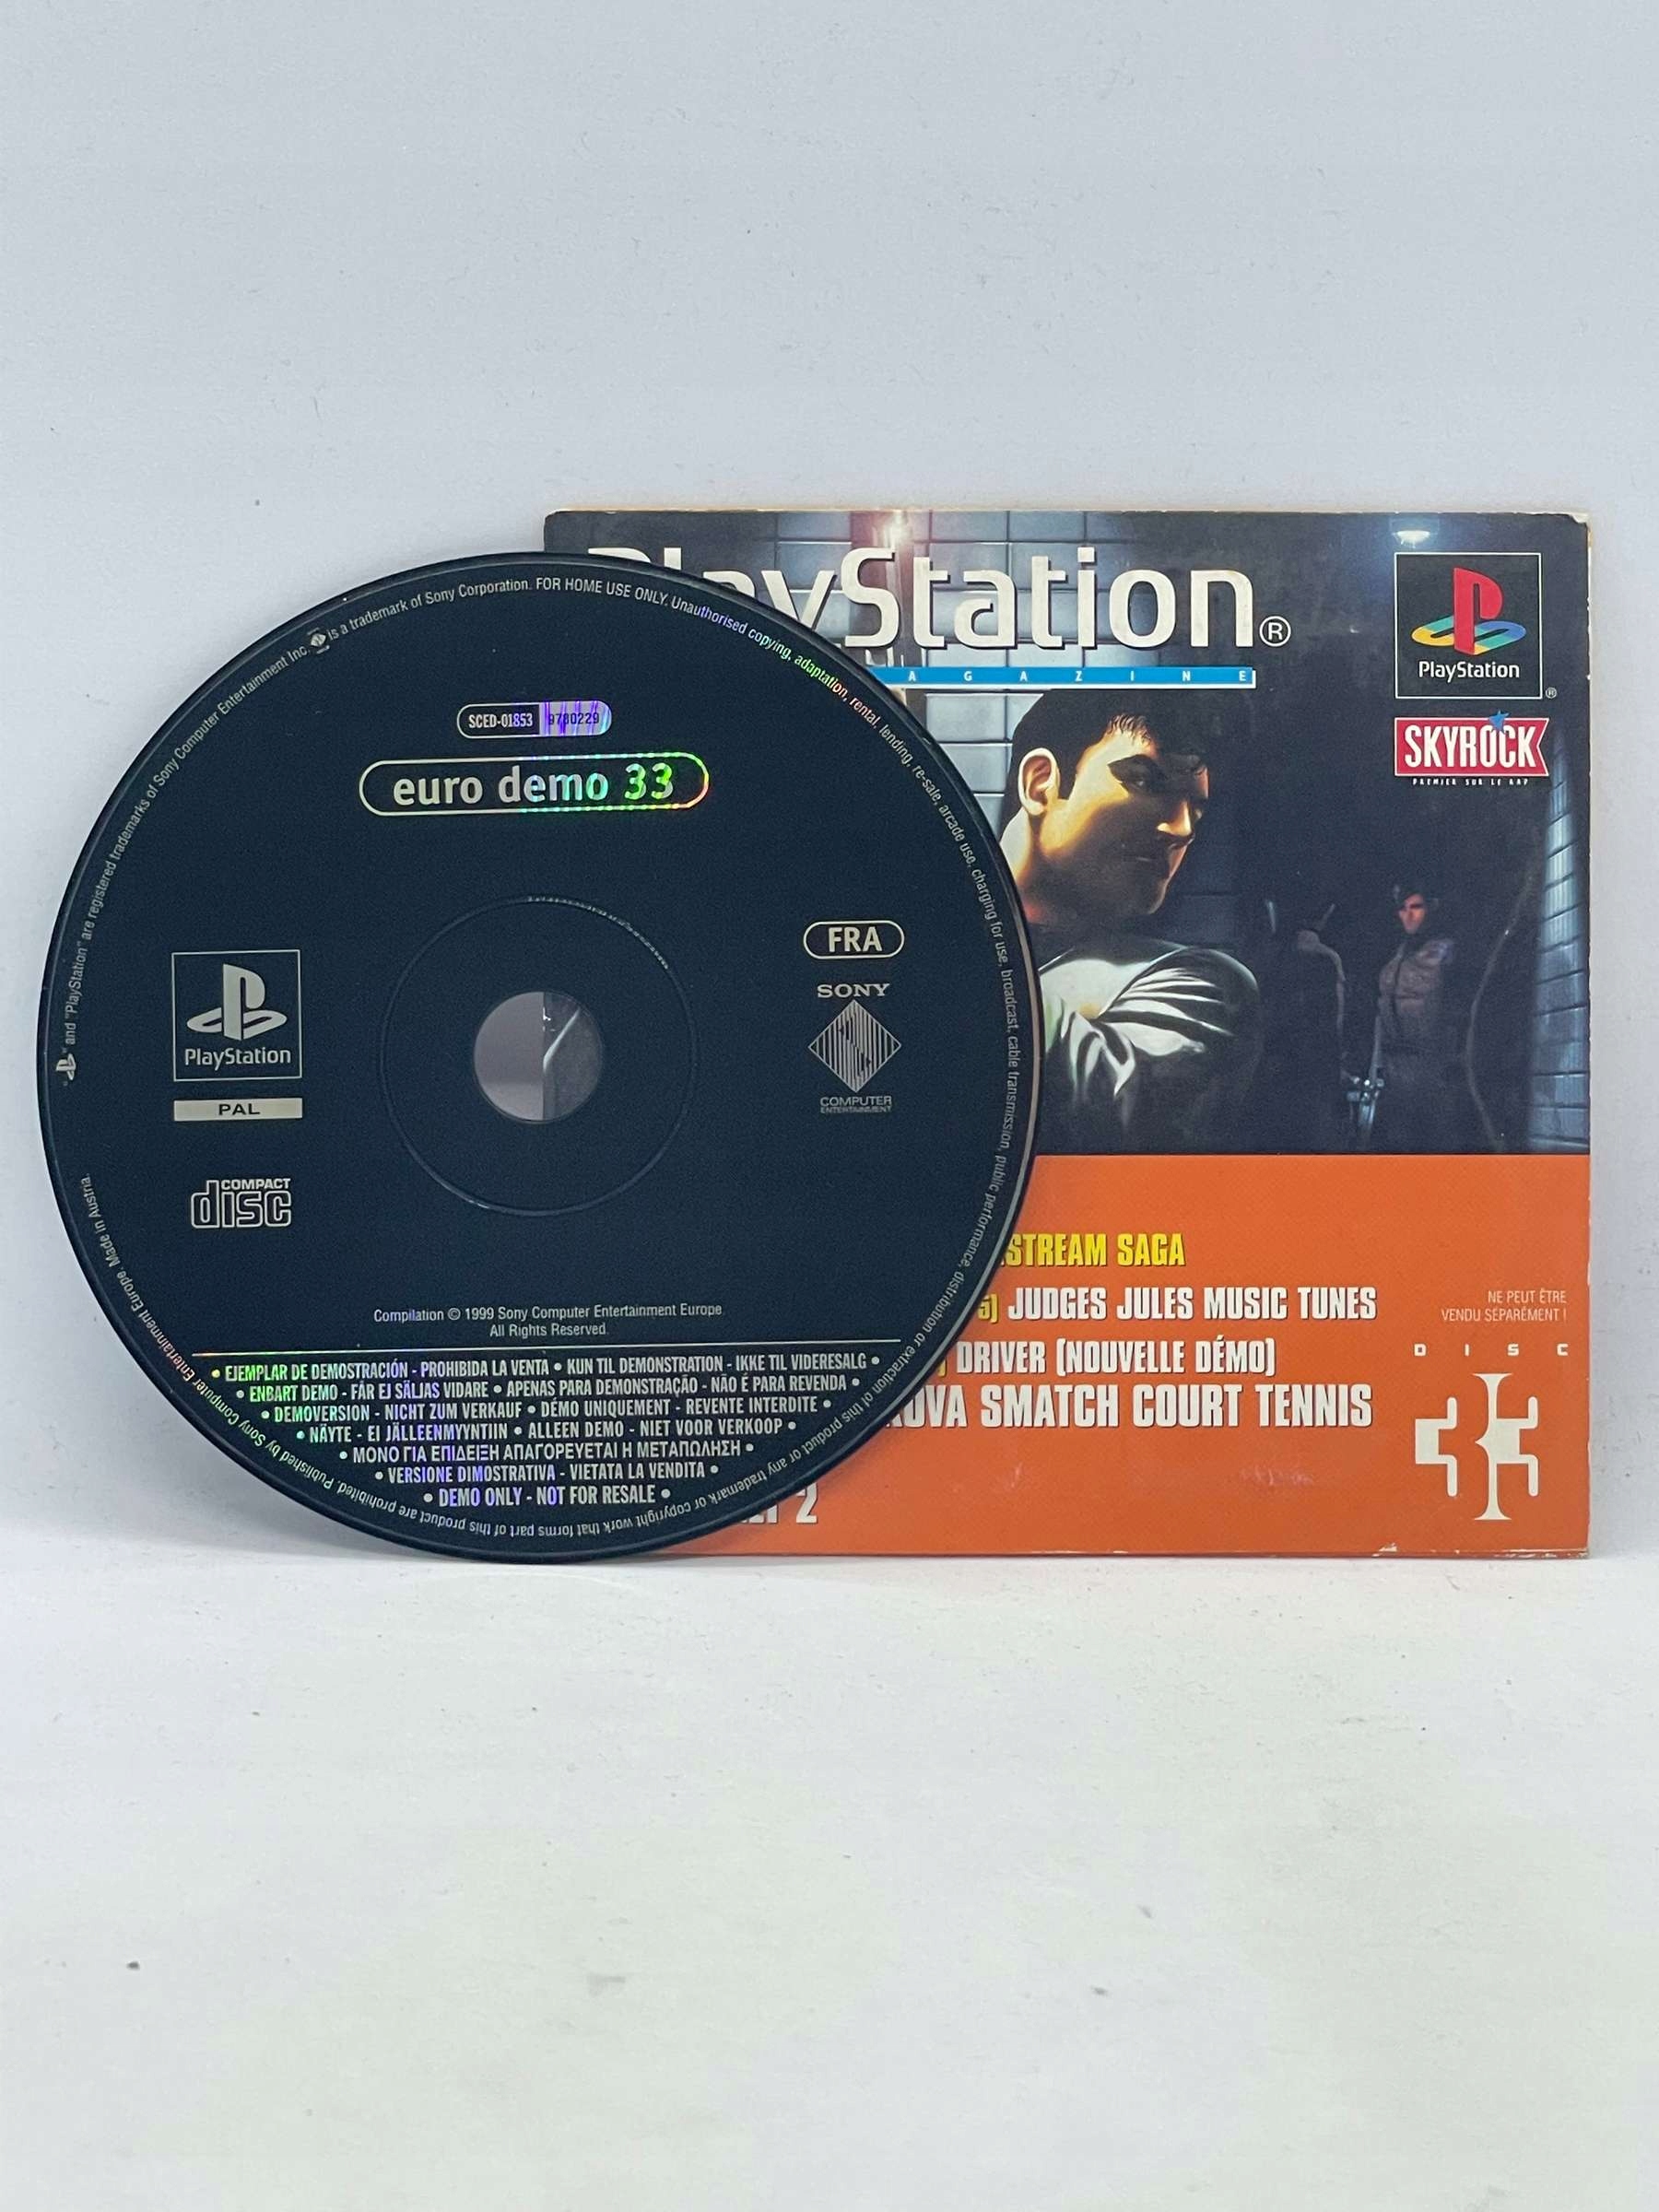 PlayStation®
AGAZINE
PlayStation
®
SKYROCK
PREMIER SUR LE RAP
STREAM SAGA
JUDGES JULES MUSIC TUNES
DRIVER (NOUVELLE DÉMO)
KOVA SMATCH COURT TENNIS
2
NE PEUT ÊTRE
VENDU SÉPARÉMENT !
DISC
33
" and "PlayStation" are registered trademarks of Sony Computer Entertainment Inc. is a trademark of Sony Corporation. FOR HOME USE ONLY. Unauthorised copying, adaptation, rental, lending, re-sale, arcade use, charging for use, broadcast, cable transmission, public performance, distribution or extraction of this product or any trademark or copyright work that forms part of this product are prohibited. Published by Sony Computer Entertainment Europe. Made in Austria.
SCED-01853 9780229
euro demo 33
FRA
SONY
COMPUTER
ENTERTAINMENT
PlayStation
PAL
COMPACT
disc
Compilation © 1999 Sony Computer Entertainment Europe.
All Rights Reserved.
• EJEMPLAR DE DEMOSTRACIÓN - PROHIBIDA LA VENTA • KUN TIL DEMONSTRATION - IKKE TIL VIDERESALG •
• ENBART DEMO - FÅR EJ SÄLJAS VIDARE • APENAS PARA DEMONSTRAÇÃO - NÃO É PARA REVENDA •
• DEMOVERSION - NICHT ZUM VERKAUF • DÉMO UNIQUEMENT - REVENTE INTERDITE •
• NÄYTE - EI JÄLLEENMYYNTIIN • ALLEEN DEMO - NIET VOOR VERKOOP •
• ΜΟΝΟ ΓΙΑ ΕΠΙΔΕΙΞΗ ΑΠΑΓΟΡΕΥΕΤΑΙ Η ΜΕΤΑΠΩΛΗΣΗ •
• VERSIONE DIMOSTRATIVA - VIETATA LA VENDITA •
• DEMO ONLY - NOT FOR RESALE •